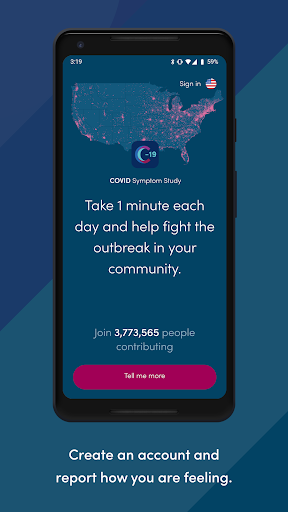 3:19
59%
Sign in
C-19
COVID Symptom Study
Take 1 minute each
day and help fight the
outbreak in your
community.
Join 3,773,565 people
contributing
Tell me more
Create an account and
report how you are feeling.